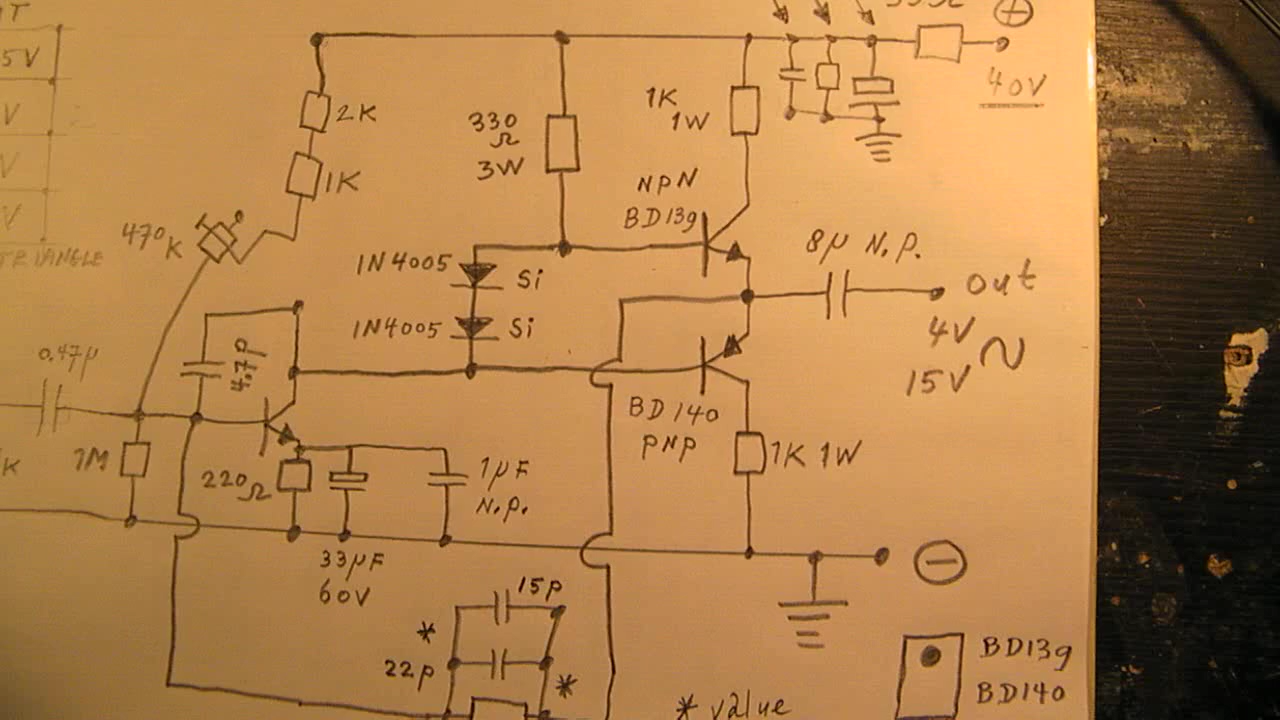 5V
V
V
V
TRIANGLE
2K
1K
470
K
330
Ω
3W
1K
1W
40V
NPN
BD139
1N4005 Si
1N4005 Si
8µ N.P.
out
4V
15V
0.47µ
4.7p
BD140
PNP
1M
220Ω
1µF
N.P.
1K 1W
33µF
60V
15p
*
22p
*
* value
BD139
BD140